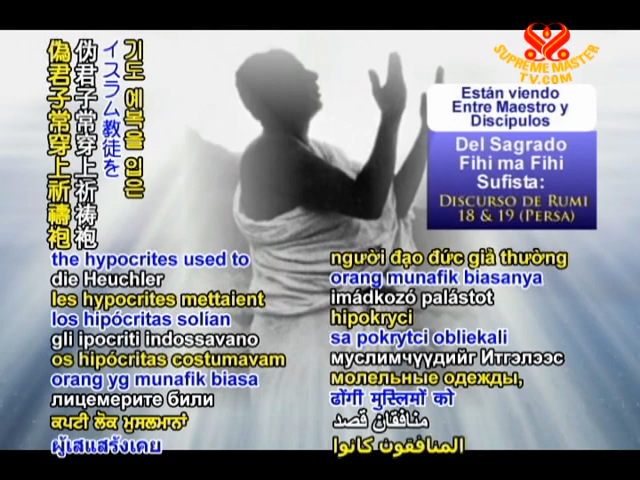 SUPREME MASTER
TV.COM
Están viendo
Entre Maestro y
Discípulos
Del Sagrado
Fihi ma Fihi
Sufista:
DISCURSO DE RUMI
18 & 19 (PERSA)
기도 예복을 입은
イスラム教徒を
伪君子常穿上祈祷袍
偽君子常穿上祈禱袍
the hypocrites used to
die Heuchler
les hypocrites mettaient
los hipócritas solían
gli ipocriti indossavano
os hipócritas costumavam
orang yg munafik biasa
лицемерите били
ਕਪਟੀ ਲੋਕ ਮੁਸਲਮਾਨਾਂ
ผู้เสแสร้งเคย
người đạo đức giả thường
orang munafik biasanya
imádkozó palástot
hipokryci
sa pokrytci obliekali
муслимчүүдийг Итгэлээс
молельные одежды,
ढोंगी मुस्लिमों को
منافقان قصد
المنافقون كانوا